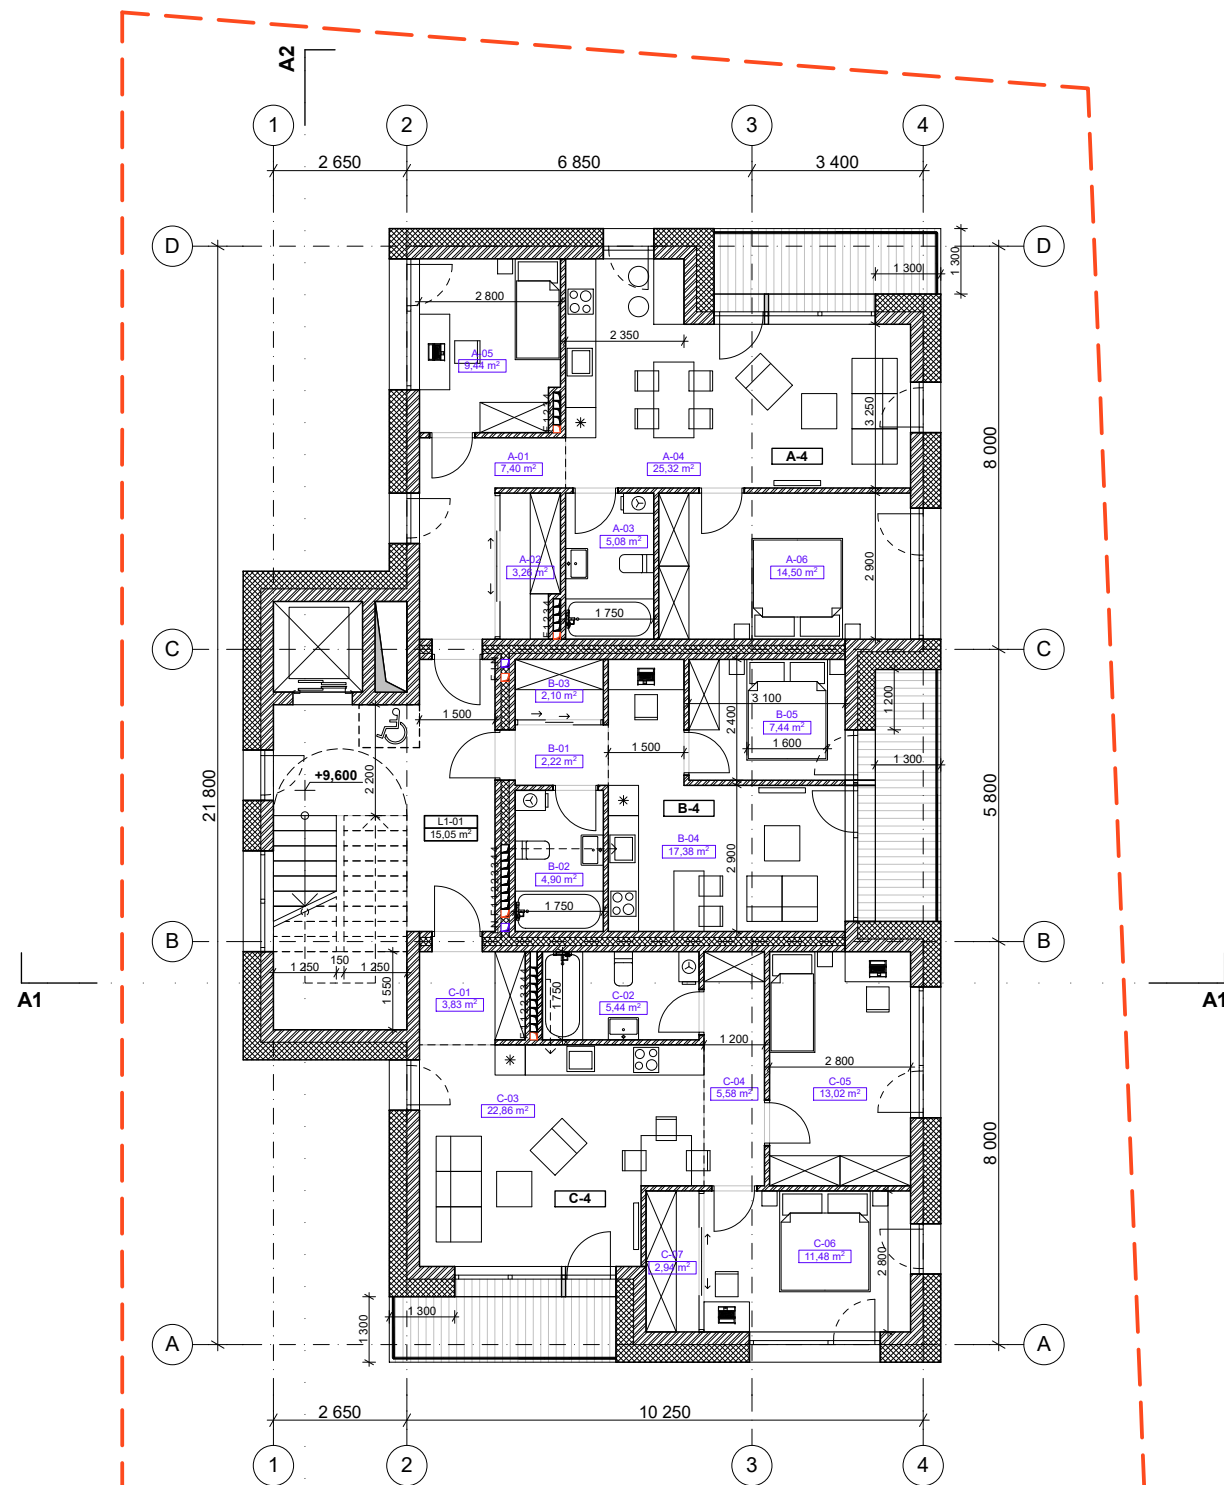 A2
1
2
3
4
2 650
6 850
3 400
D
D
1 300
1 300
2 800
2 350
A-05
9,44 m²
3 250
8 000
A-01
7,40 m²
A-04
25,32 m²
A-4
A-03
5,08 m²
A-02
3,26 m²
A-06
14,50 m²
2 900
1 750
C
C
B-03
2,10 m²
3 100
2 400
B-05
7,44 m²
1 200
1 500
B-01
2,22 m²
1 500
1 600
1 300
+9,600
2 200
21 800
5 800
L1-01
15,05 m²
B-4
B-04
17,38 m²
2 900
B-02
4,90 m²
1 750
B
B
1 250
150
1 250
1 550
A1
A1
C-01
3,83 m²
1 750
C-02
5,44 m²
1 200
2 800
C-03
22,86 m²
C-04
5,58 m²
C-05
13,02 m²
8 000
C-4
C-06
11,48 m²
C-07
2,94 m²
2 800
1 300
1 300
A
A
2 650
10 250
1
2
3
4